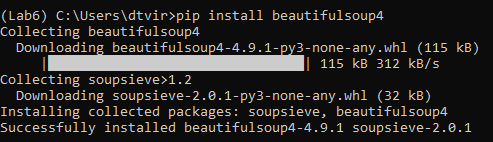 (Lab6) C:\Users\dtvir>pip install beautifulsoup4
Collecting beautifulsoup4
  Downloading beautifulsoup4-4.9.1-py3-none-any.whl (115 kB)
     |████████████████████████████████| 115 kB 312 kB/s
Collecting soupsieve>1.2
  Downloading soupsieve-2.0.1-py3-none-any.whl (32 kB)
Installing collected packages: soupsieve, beautifulsoup4
Successfully installed beautifulsoup4-4.9.1 soupsieve-2.0.1